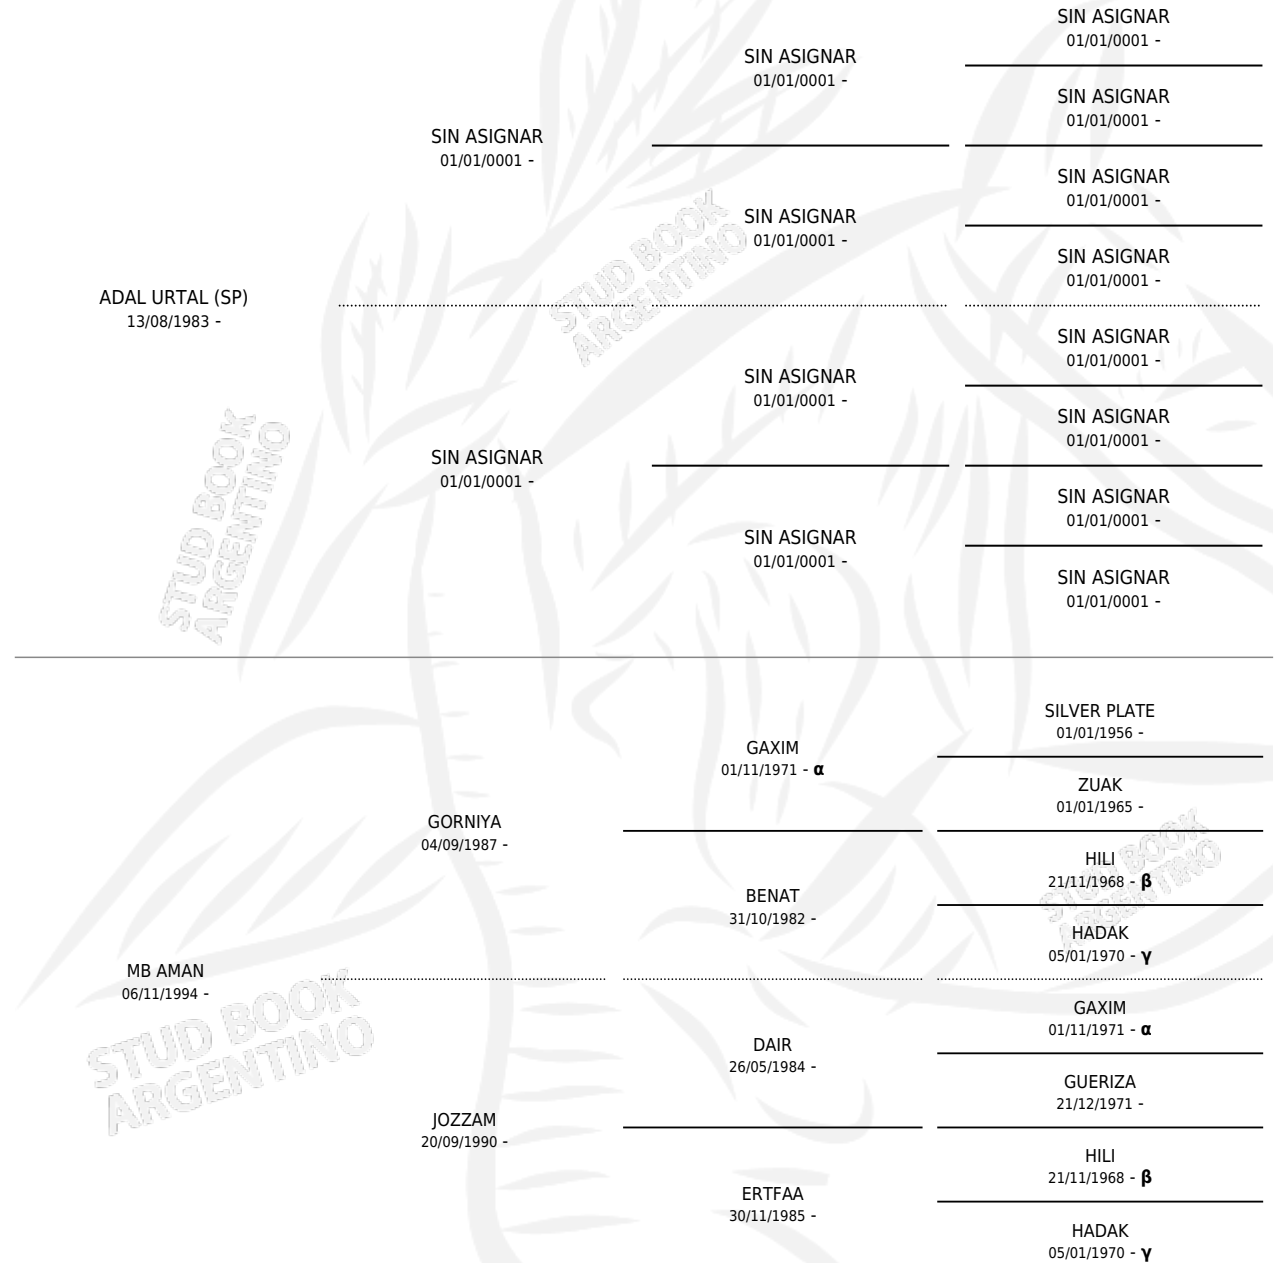 SIN ASIGNAR
01/01/0001 -
SIN ASIGNAR
01/01/0001 -
SIN ASIGNAR
01/01/0001 -
SIN ASIGNAR
01/01/0001 -
SIN ASIGNAR
01/01/0001 -
SIN ASIGNAR
01/01/0001 -
SIN ASIGNAR
01/01/0001 -
STUD BOOK
ARGENTINO
ADAL URTAL (SP)
13/08/1983 -
SIN ASIGNAR
01/01/0001 -
SIN ASIGNAR
01/01/0001 -
SIN ASIGNAR
01/01/0001 -
SIN ASIGNAR
01/01/0001 -
SIN ASIGNAR
01/01/0001 -
SIN ASIGNAR
01/01/0001 -
SIN ASIGNAR
01/01/0001 -
STUD BOOK
ARGENTINO
SILVER PLATE
01/01/1956 -
GAXIM
01/11/1971 - α
ZUAK
01/01/1965 -
GORNIYA
04/09/1987 -
HILI
21/11/1968 - β
BENAT
31/10/1982 -
HADAK
05/01/1970 - γ
STUD BOOK
ARGENTINO
MB AMAN
06/11/1994 -
GAXIM
01/11/1971 - α
DAIR
26/05/1984 -
GUERIZA
21/12/1971 -
STUD BOOK
ARGENTINO
JOZZAM
20/09/1990 -
HILI
21/11/1968 - β
ERTFAA
30/11/1985 -
HADAK
05/01/1970 - γ